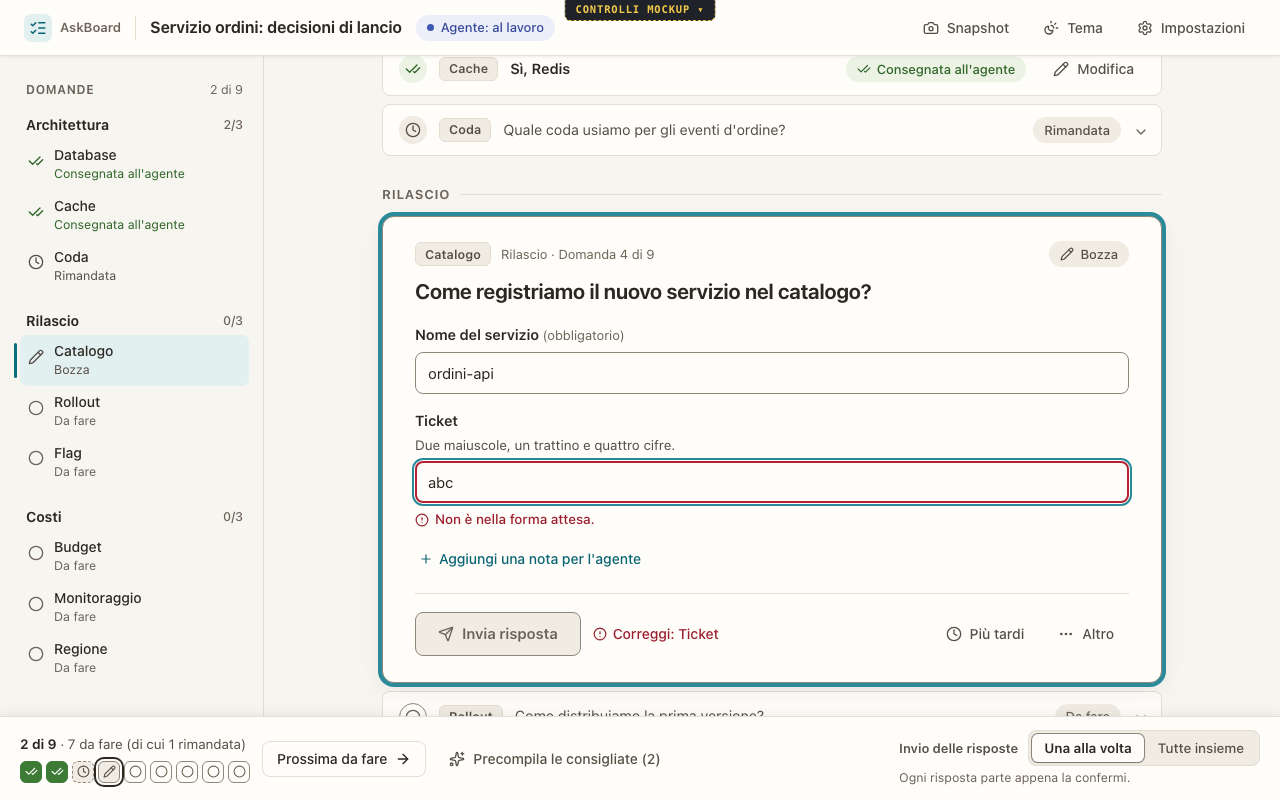 CONTROLLI MOCKUP ▾
AskBoard
Servizio ordini: decisioni di lancio
Agente: al lavoro
Snapshot
Tema
Impostazioni
DOMANDE
2 di 9
Architettura
2/3
Database
Consegnata all'agente
Cache
Consegnata all'agente
Coda
Rimandata
Rilascio
0/3
Catalogo
Bozza
Rollout
Da fare
Flag
Da fare
Costi
0/3
Budget
Da fare
Monitoraggio
Da fare
Regione
Da fare
Cache
Sì, Redis
Consegnata all'agente
Modifica
Coda
Quale coda usiamo per gli eventi d'ordine?
Rimandata
RILASCIO
Catalogo
Rilascio · Domanda 4 di 9
Bozza
Come registriamo il nuovo servizio nel catalogo?
Nome del servizio (obbligatorio)
ordini-api
Ticket
Due maiuscole, un trattino e quattro cifre.
abc
Non è nella forma attesa.
Aggiungi una nota per l'agente
Invia risposta
Correggi: Ticket
Più tardi
Altro
Rollout
Come distribuiamo la prima versione?
Da fare
2 di 9 · 7 da fare (di cui 1 rimandata)
Prossima da fare
Precompila le consigliate (2)
Invio delle risposte
Una alla volta
Tutte insieme
Ogni risposta parte appena la confermi.